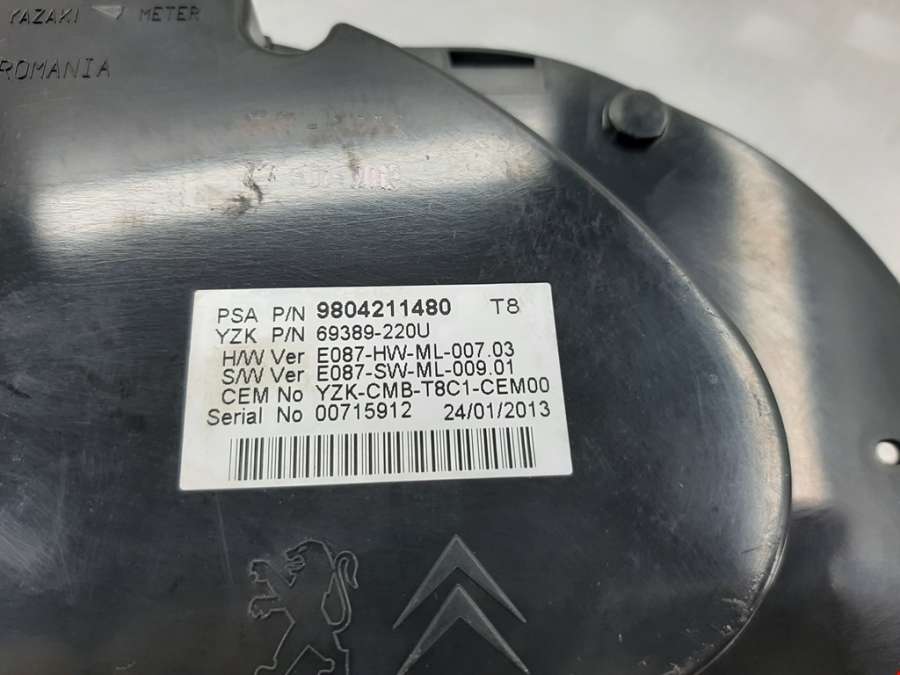 YAZAKI METER
ROMANIA
PSA P/N 9804211480 T8
YZK P/N 69389-220U
H/W Ver E087-HW-ML-007.03
S/W Ver E087-SW-ML-009.01
CEM No YZK-CMB-T8C1-CEM00
Serial No 00715912 24/01/2013